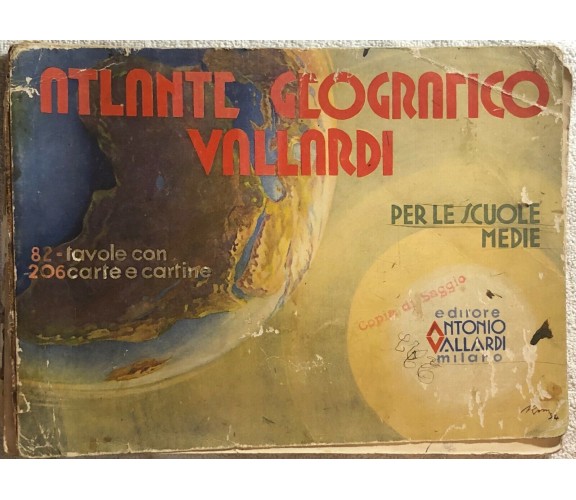 ATLANTE GEOGRAFICO
VALLARDI
PER LE SCUOLE
MEDIE
82-tavole con
206 carte e cartine
Copia di Saggio
editore
ANTONIO
VALLARDI
milano